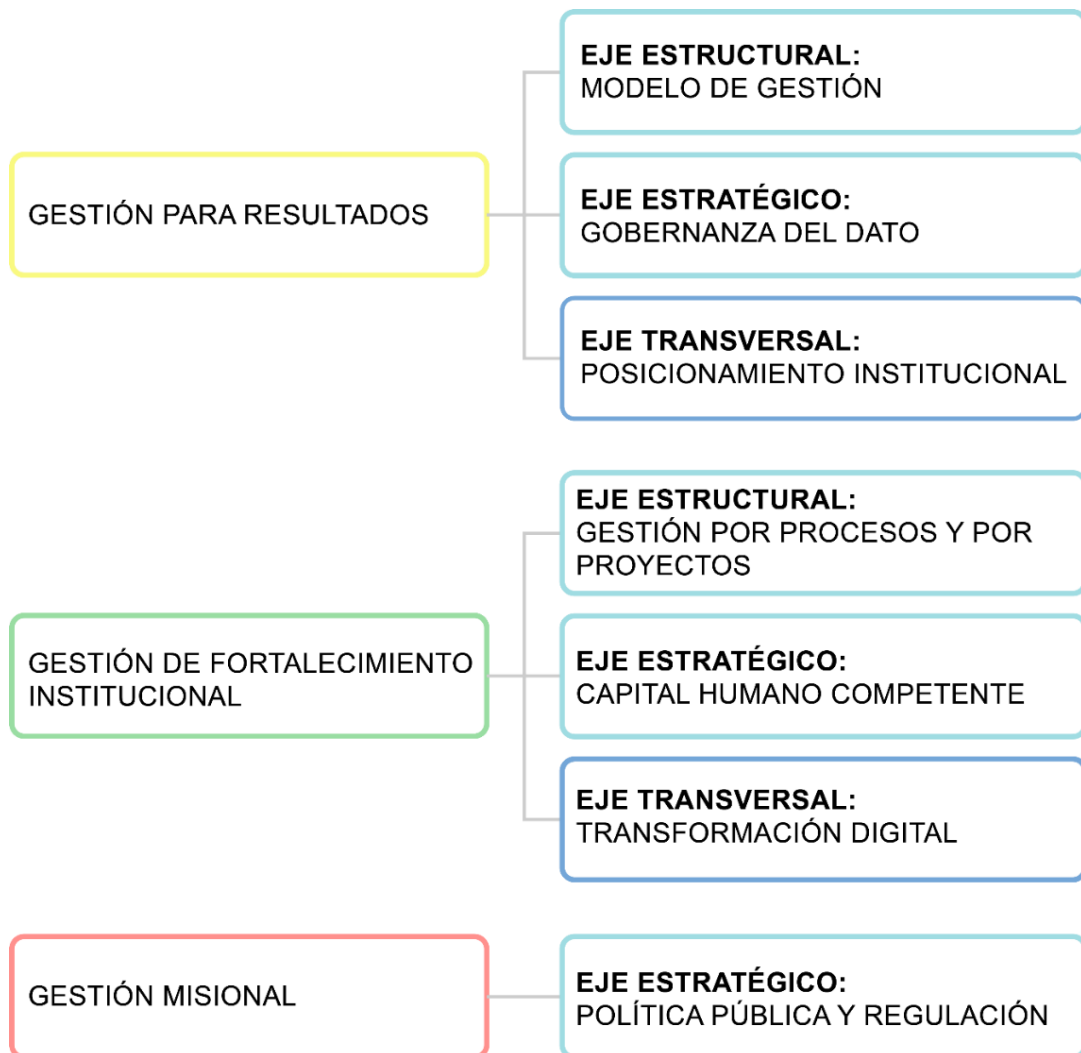 EJE ESTRUCTURAL:
MODELO DE GESTIÓN
GESTIÓN PARA RESULTADOS
EJE ESTRATÉGICO:
GOBERNANZA DEL DATO
EJE TRANSVERSAL:
POSICIONAMIENTO INSTITUCIONAL
EJE ESTRUCTURAL:
GESTIÓN POR PROCESOS Y POR
PROYECTOS
GESTIÓN DE FORTALECIMIENTO
INSTITUCIONAL
EJE ESTRATÉGICO:
CAPITAL HUMANO COMPETENTE
EJE TRANSVERSAL:
TRANSFORMACIÓN DIGITAL
GESTIÓN MISIONAL
EJE ESTRATÉGICO:
POLÍTICA PÚBLICA Y REGULACIÓN